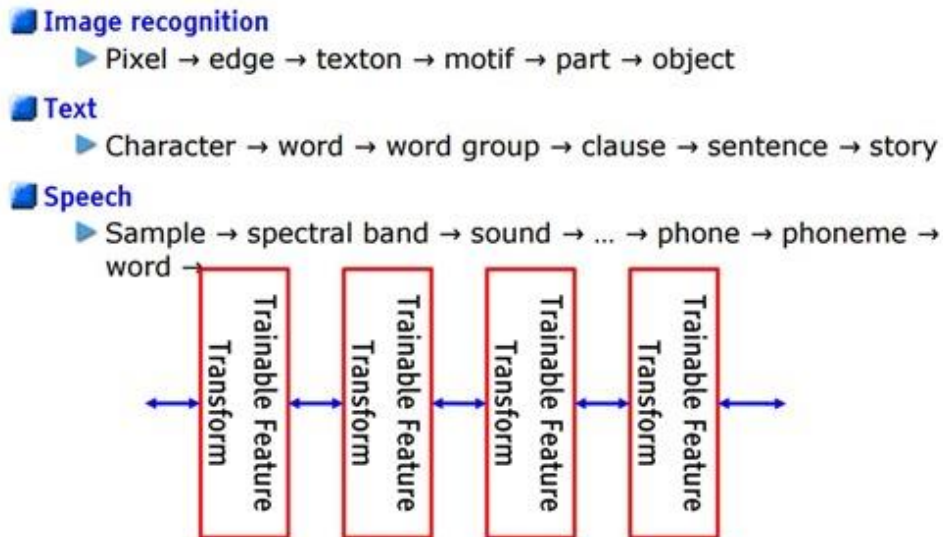 Image recognition
Pixel → edge → texton → motif → part → object
Text
Character → word → word group → clause → sentence → story
Speech
Sample → spectral band → sound → ... → phone → phoneme →
word →
Trainable Feature
Transform
Trainable Feature
Transform
Trainable Feature
Transform
Trainable Feature
Transform